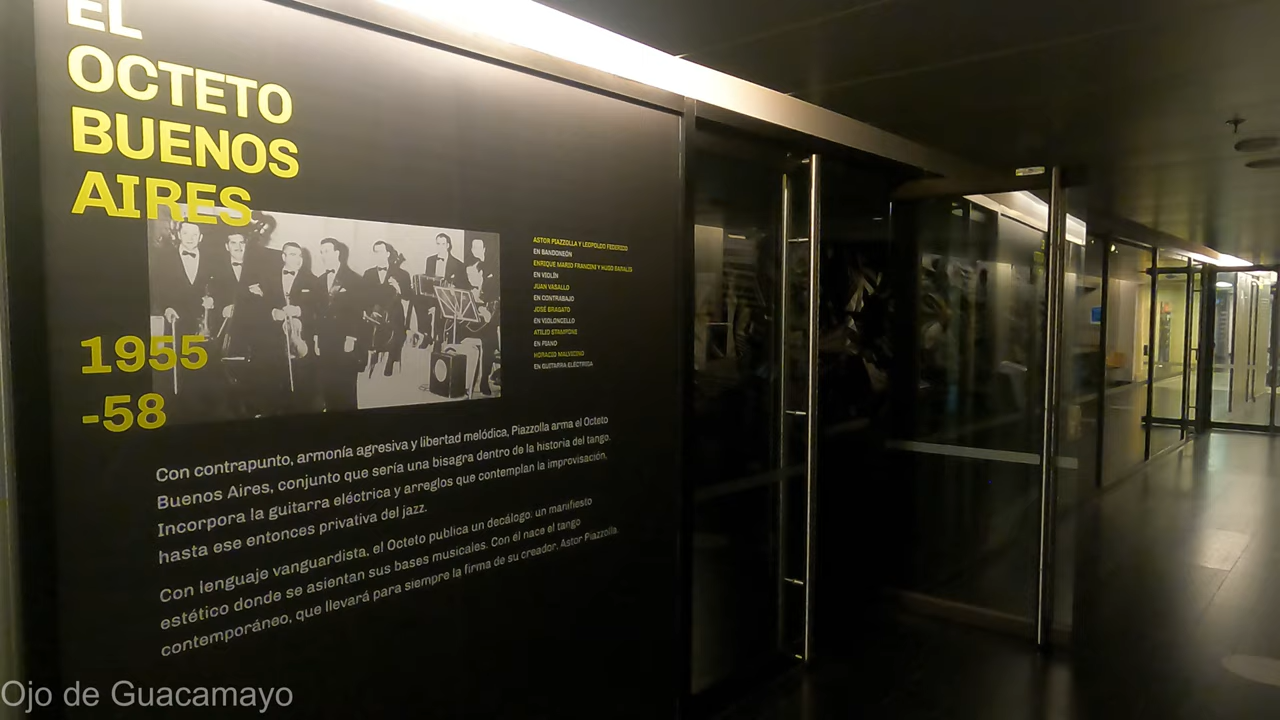 EL
OCTETO
BUENOS
AIRES
ASTOR PIAZZOLLA Y LEOPOLDO FEDERICO
EN BANDONEÓN
ENRIQUE MARIO FRANCINI Y HUGO BARALIS
EN VIOLÍN
JUAN VASALLO
EN CONTRABAJO
JOSÉ BRAGATO
EN VIOLONCELLO
ATILIO STAMPONE
EN PIANO
HORACIO MALVICINO
EN GUITARRA ELÉCTRICA
1955
-58
Con contrapunto, armonía agresiva y libertad melódica, Piazzolla arma el Octeto
Buenos Aires, conjunto que sería una bisagra dentro de la historia del tango.
Incorpora la guitarra eléctrica y arreglos que contemplan la improvisación,
hasta ese entonces privativa del jazz.
Con lenguaje vanguardista, el Octeto publica un decálogo: un manifiesto
estético donde se asientan sus bases musicales. Con él nace el tango
contemporáneo, que llevará para siempre la firma de su creador, Astor Piazzolla.
Ojo de Guacamayo